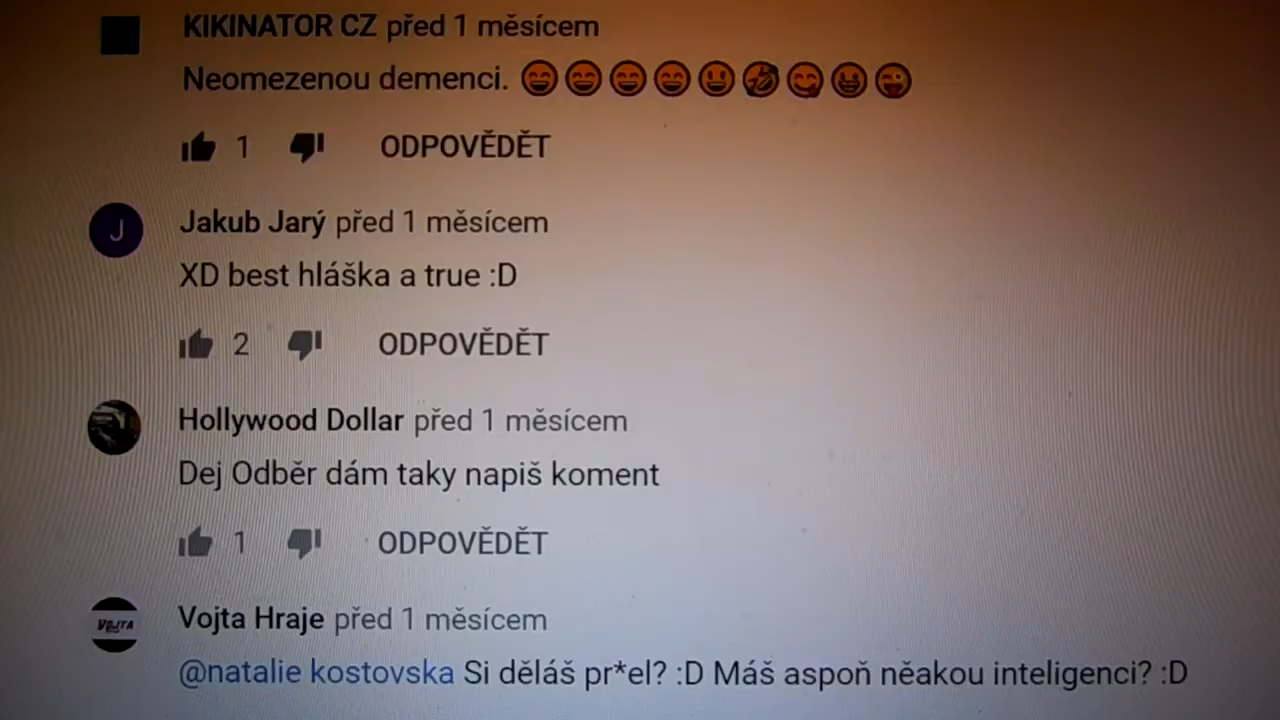 KIKINATOR CZ před 1 měsícem
Neomezenou demenci. 😄😄😄😄😃🤣😋😁😜
1 ODPOVĚDĚT
J Jakub Jarý před 1 měsícem
XD best hláška a true :D
2 ODPOVĚDĚT
Hollywood Dollar před 1 měsícem
Dej Odběr dám taky napiš koment
1 ODPOVĚDĚT
VOJTA Vojta Hraje před 1 měsícem
@natalie kostovska Si děláš pr*el? :D Máš aspoň něakou inteligenci? :D